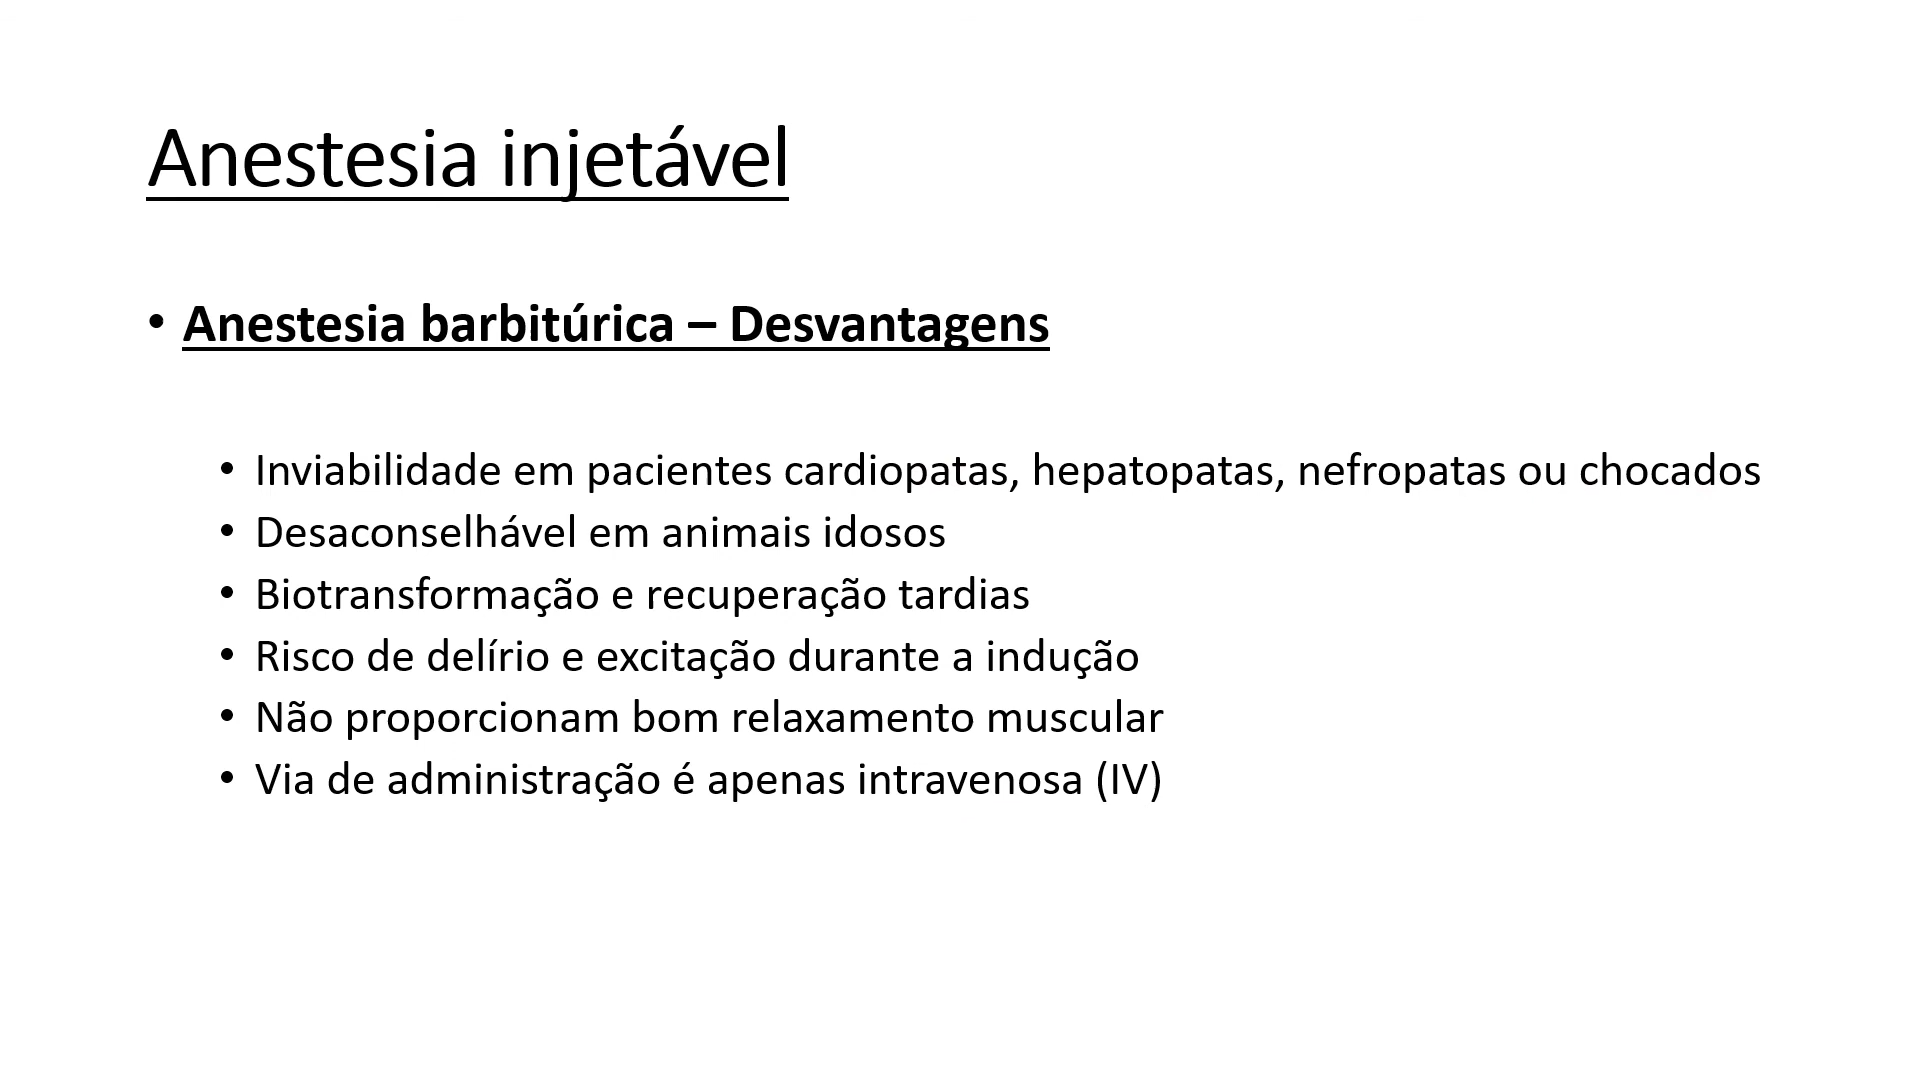 Anestesia injetável
• Anestesia barbitúrica – Desvantagens
• Inviabilidade em pacientes cardiopatas, hepatopatas, nefropatas ou chocados
• Desaconselhável em animais idosos
• Biotransformação e recuperação tardias
• Risco de delírio e excitação durante a indução
• Não proporcionam bom relaxamento muscular
• Via de administração é apenas intravenosa (IV)